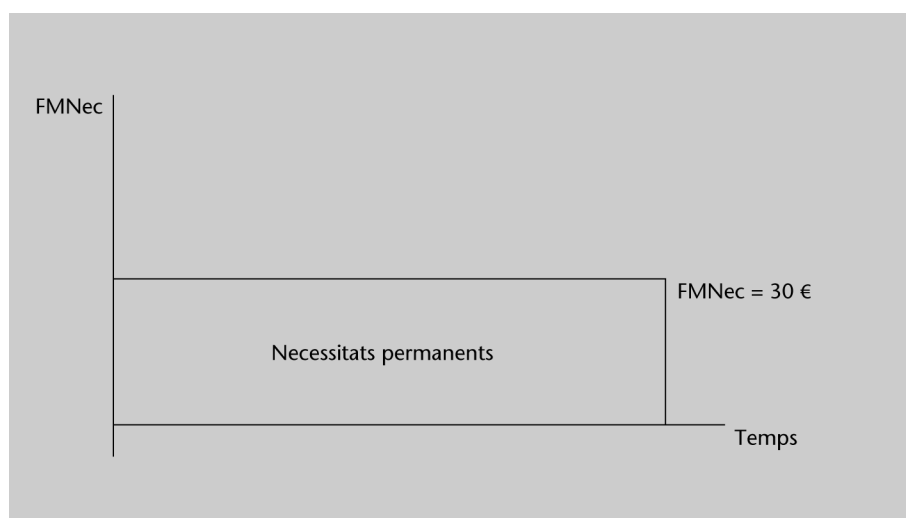 FMNec
FMNec = 30 €
Necessitats permanents
Temps